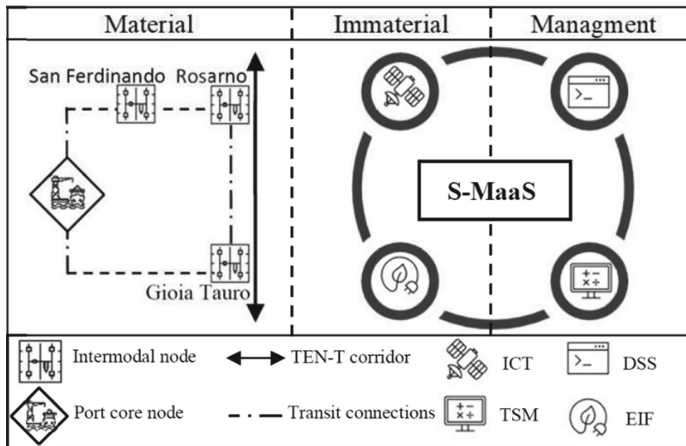 Material Immaterial Managment
San Ferdinando Rosarno
S-MaaS
Gioia Tauro
Intermodal node TEN-T corridor ICT DSS
Port core node Transit connections TSM EIF